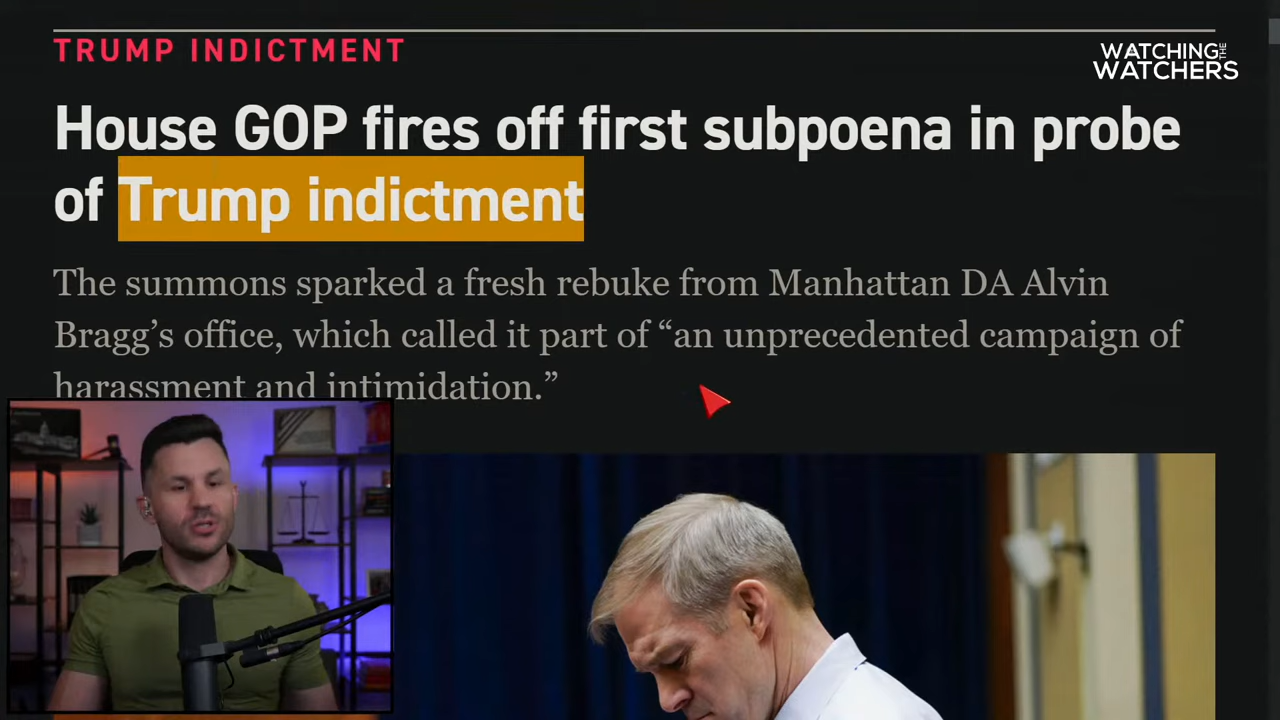 TRUMP INDICTMENT
WATCHING THE
WATCHERS
House GOP fires off first subpoena in probe
of Trump indictment
The summons sparked a fresh rebuke from Manhattan DA Alvin
Bragg’s office, which called it part of “an unprecedented campaign of
harassment and intimidation.”